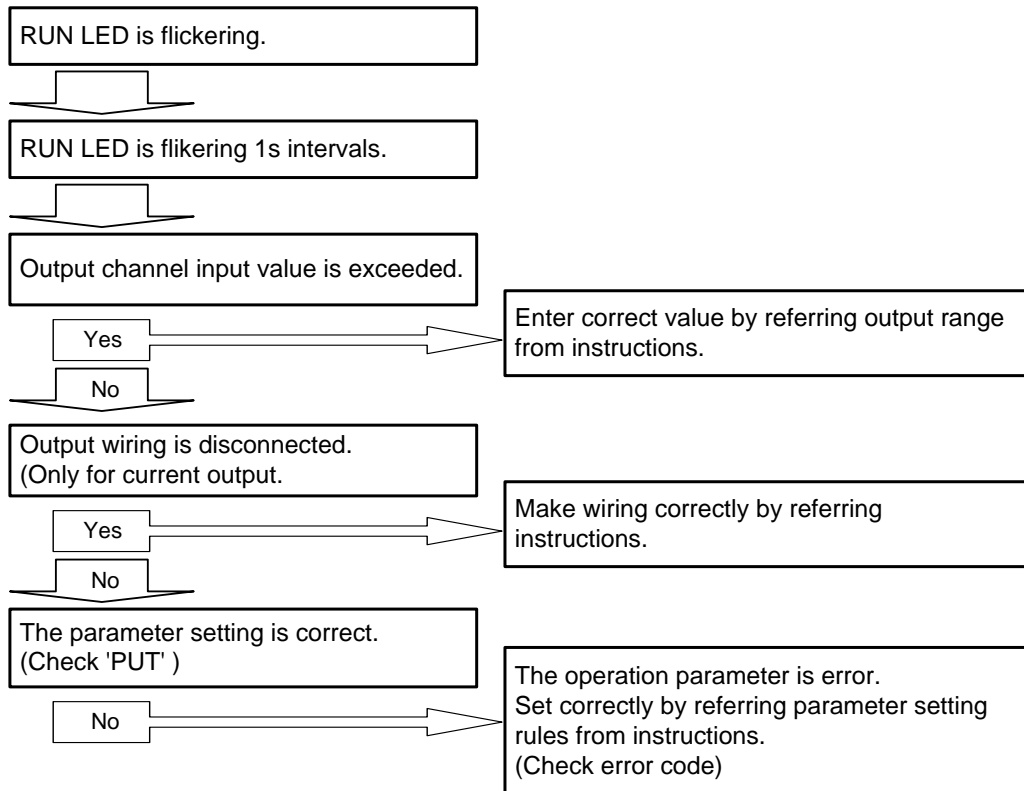 RUN LED is flickering.
RUN LED is flikering 1s intervals.
Output channel input value is exceeded.
Yes
Enter correct value by referring output range
from instructions.
No
Output wiring is disconnected.
(Only for current output.
Yes
Make wiring correctly by referring
instructions.
No
The parameter setting is correct.
(Check 'PUT' )
No
The operation parameter is error.
Set correctly by referring parameter setting
rules from instructions.
(Check error code)